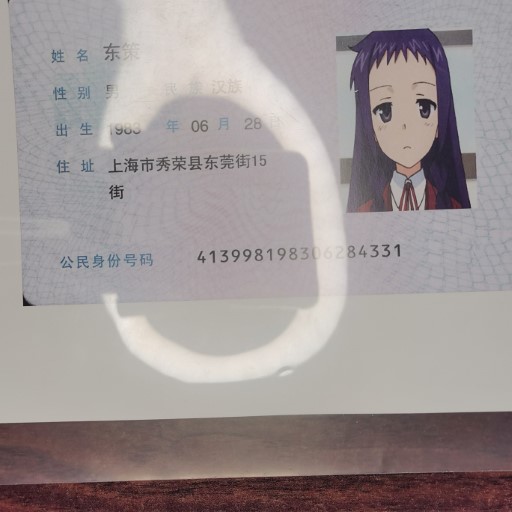 姓名 东策
性别 男 民族 汉族
出生 1983 年 06 月 28 日
住址 上海市秀荣县东莞街15
街
公民身份号码 413998198306284331